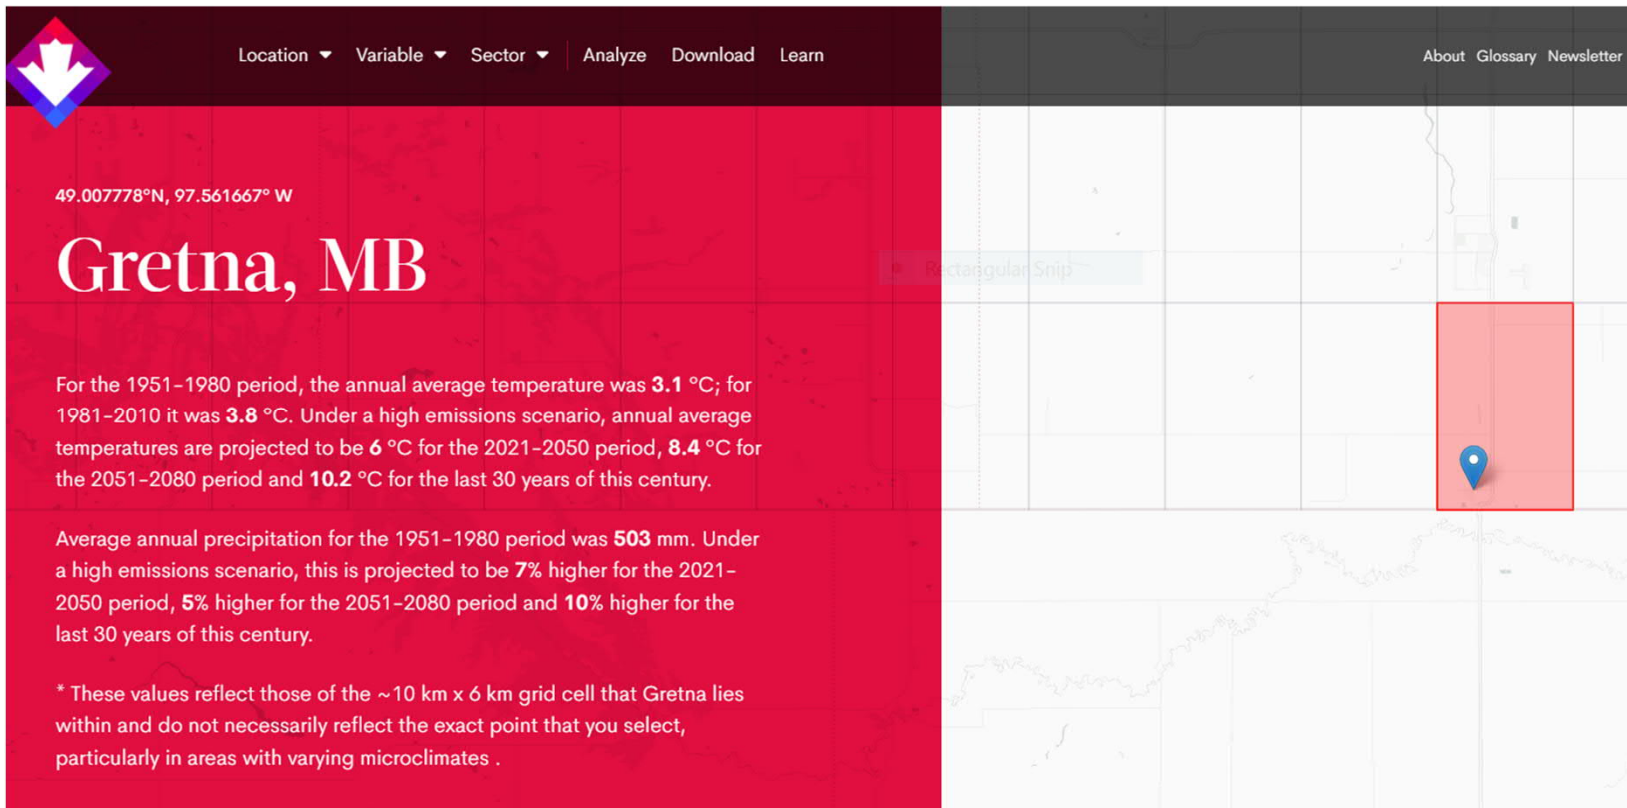 Location Variable Sector Analyze Download Learn About Glossary Newsletter
49.007778°N, 97.561667° W
Gretna, MB
Rectangular Snip
For the 1951–1980 period, the annual average temperature was 3.1 °C; for
1981–2010 it was 3.8 °C. Under a high emissions scenario, annual average
temperatures are projected to be 6 °C for the 2021–2050 period, 8.4 °C for
the 2051–2080 period and 10.2 °C for the last 30 years of this century.
Average annual precipitation for the 1951–1980 period was 503 mm. Under
a high emissions scenario, this is projected to be 7% higher for the 2021–
2050 period, 5% higher for the 2051–2080 period and 10% higher for the
last 30 years of this century.
* These values reflect those of the ~10 km x 6 km grid cell that Gretna lies
within and do not necessarily reflect the exact point that you select,
particularly in areas with varying microclimates .